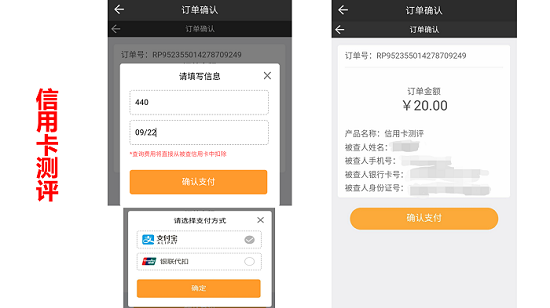 信用卡测评
订单确认
订单确认
订单号：RP952355014278709249
请填写信息
440
09/22
*查询费用将直接从被查信用卡中扣除
确认支付
请选择支付方式
支付宝
ALIPAY
银联代扣
确定
订单确认
订单确认
订单号：RP952355014278709249
订单金额
￥20.00
产品名称：信用卡测评
被查人姓名：
被查人手机号：
被查人银行卡号：
被查人身份证号：
确认支付